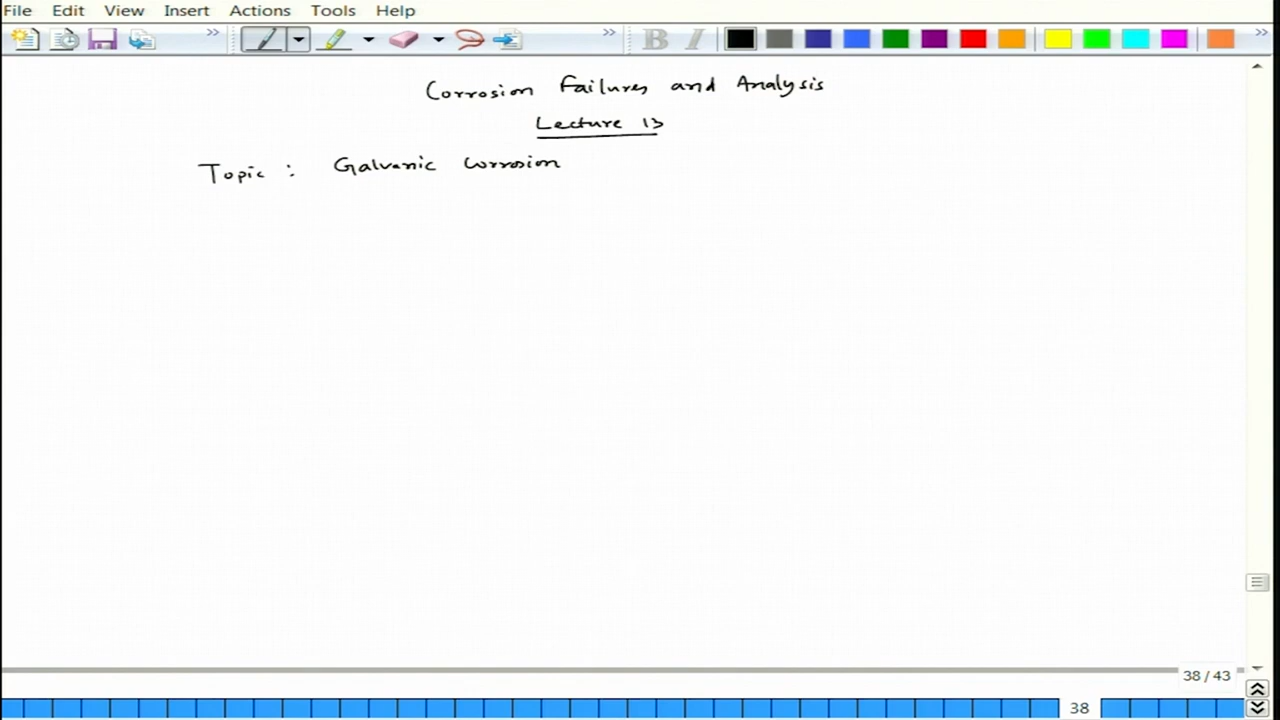 File Edit View Insert Actions Tools Help
B I
Corrosion Failures and Analysis
Lecture 13
Topic : Galvanic Corrosion
38 / 43
38